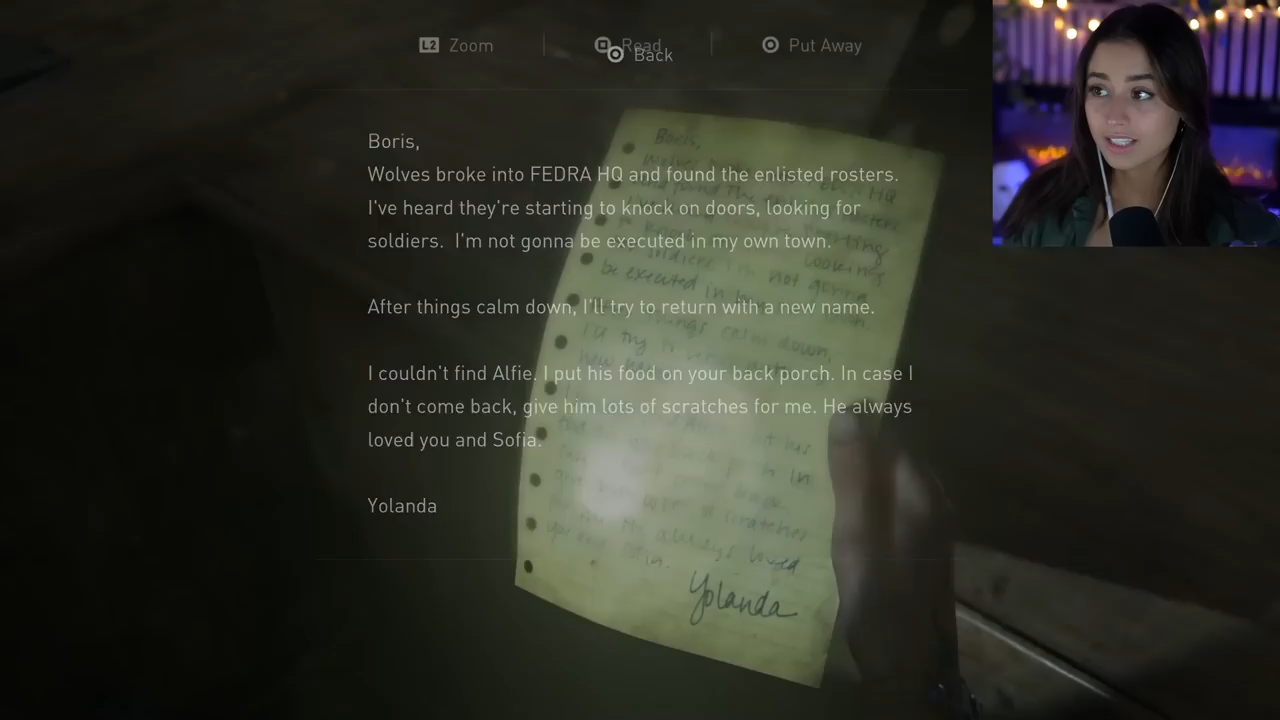 L2 Zoom
Read
Back
Put Away
Boris,
Wolves broke into FEDRA HQ and found the enlisted rosters.
I've heard they're starting to knock on doors, looking for
soldiers. I'm not gonna be executed in my own town.
After things calm down, I'll try to return with a new name.
I couldn't find Alfie. I put his food on your back porch. In case I
don't come back, give him lots of scratches for me. He always
loved you and Sofia.
Yolanda
Boris,
Yolanda